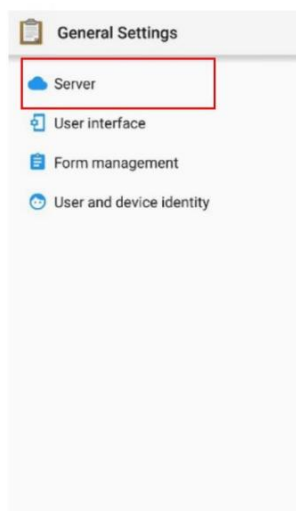 General Settings
Server
User interface
Form management
User and device identity